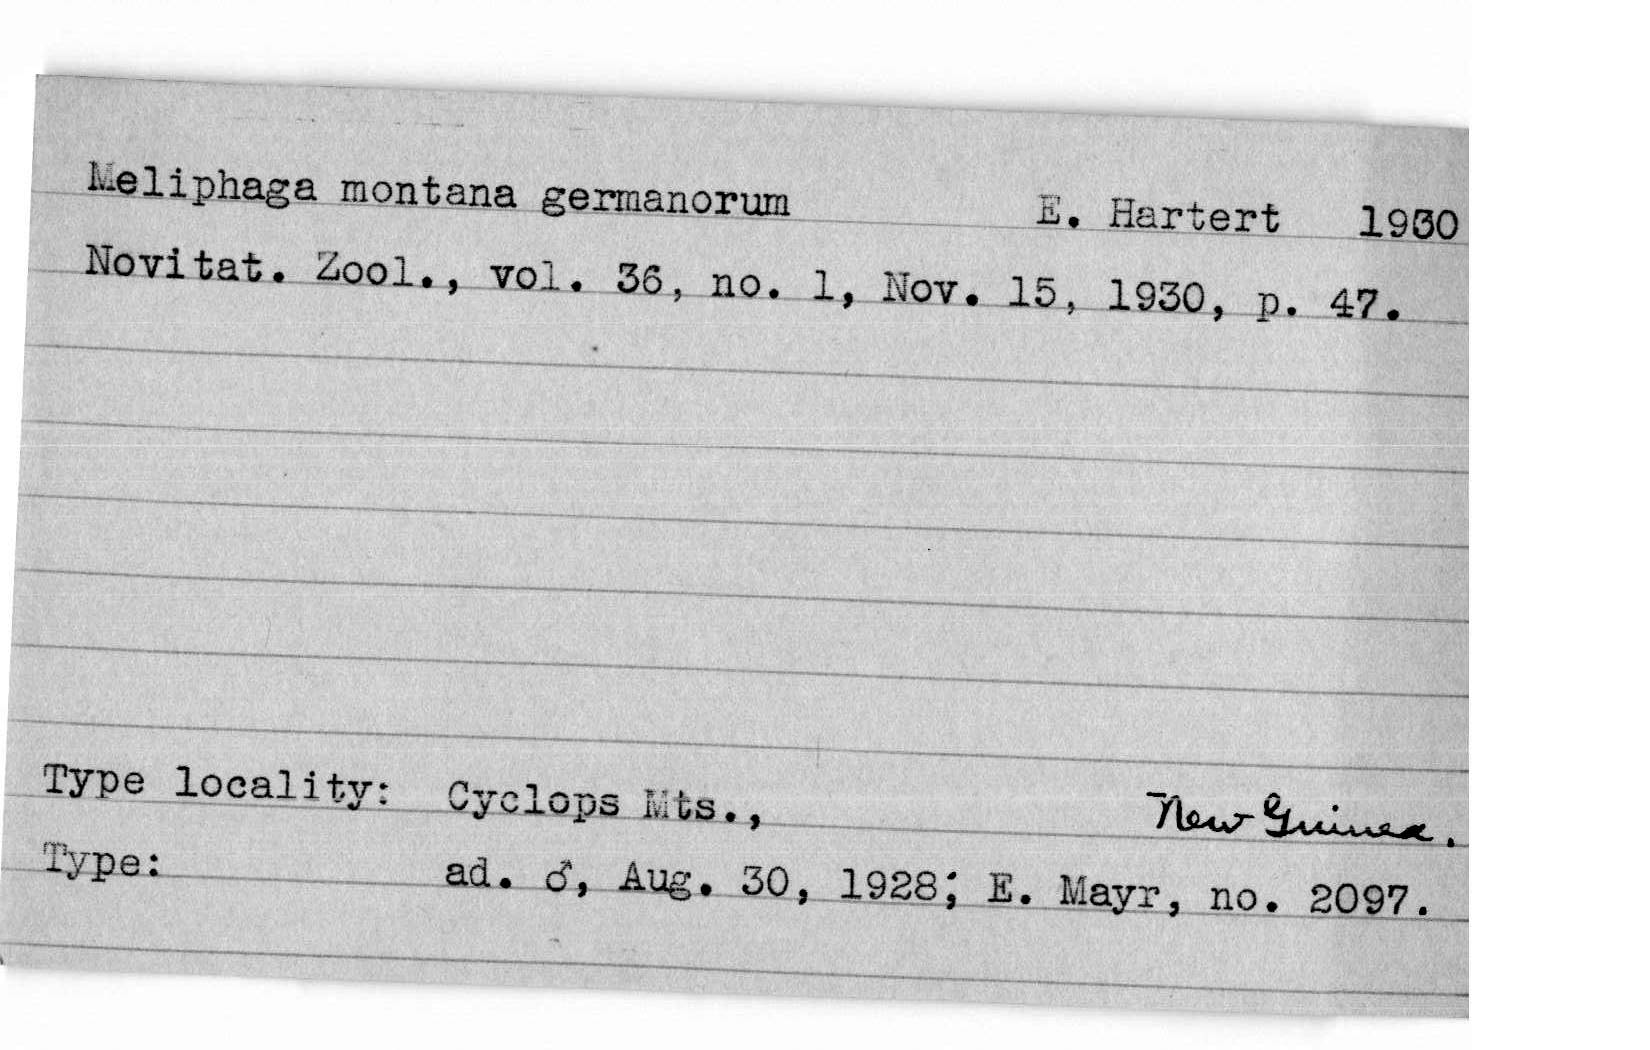 Meliphaga montana germanorum E. Hartert 1930
Novitat. Zool., vol. 36, no. 1, Nov. 15, 1930, p. 47.
Type locality: Cyclops Mts., New Guinea.
Type: ad. ♂, Aug. 30, 1928; E. Mayr, no. 2097.